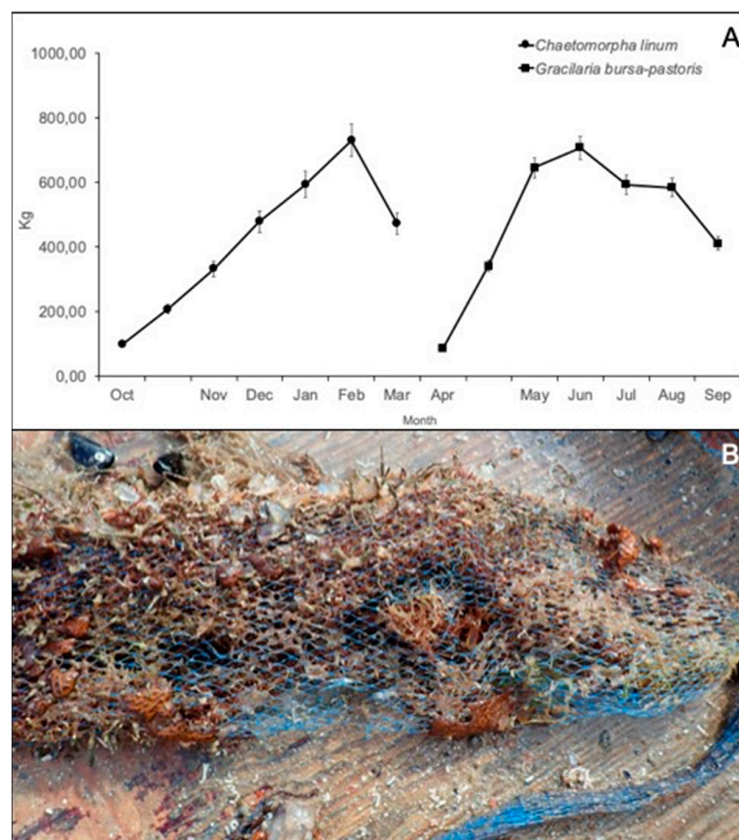 A
Chaetomorpha linum
Gracilaria bursa-pastoris
1000,00
800,00
600,00
400,00
200,00
0,00
Kg
Oct Nov Dec Jan Feb Mar Apr May Jun Jul Aug Sep
Month
B